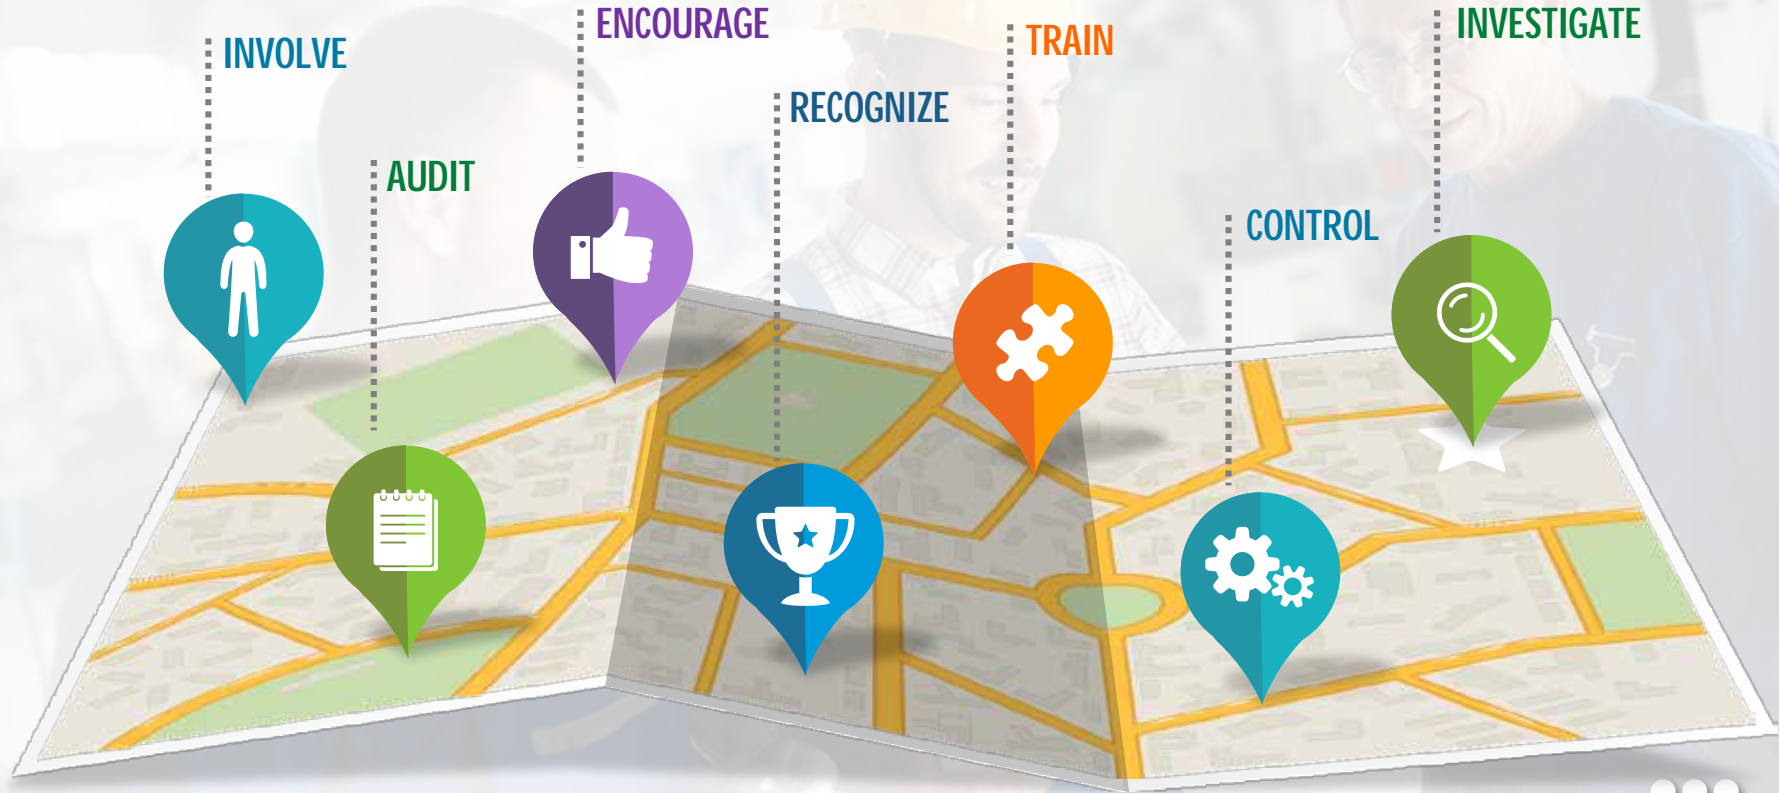 INVOLVE
AUDIT
ENCOURAGE
RECOGNIZE
TRAIN
CONTROL
INVESTIGATE